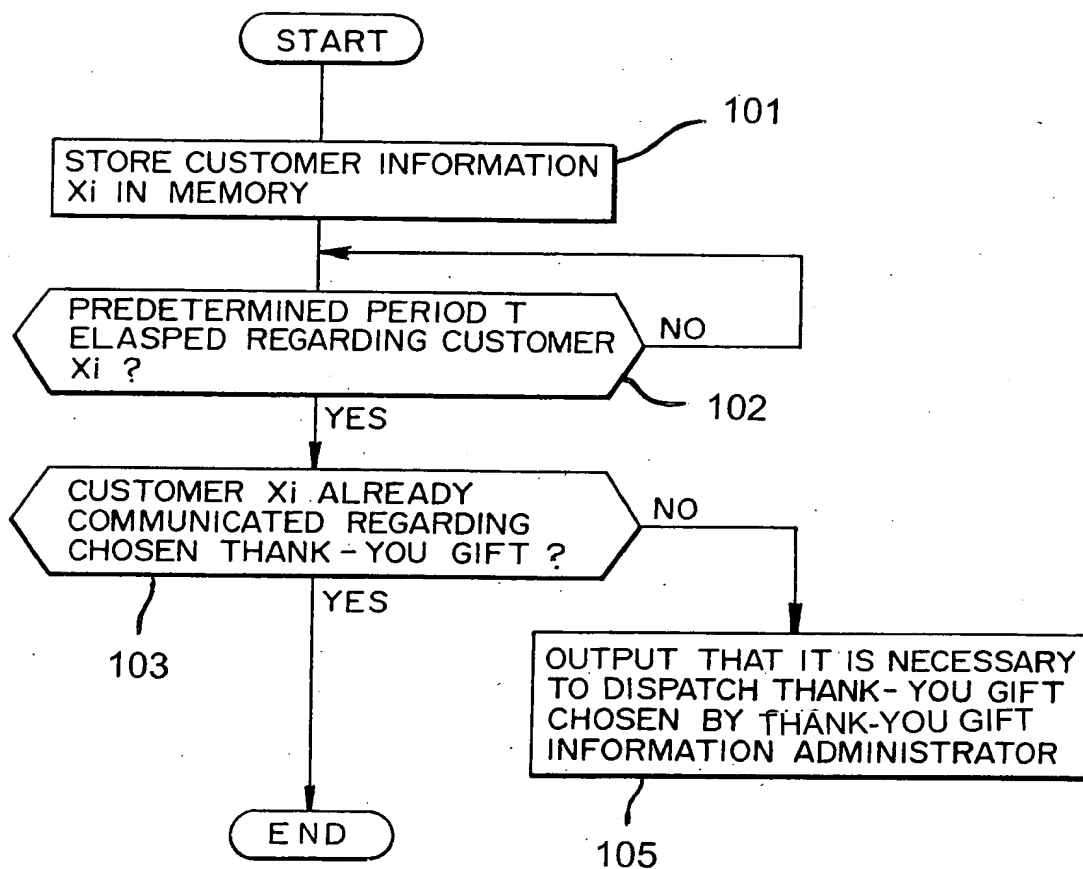 START
101
STORE CUSTOMER INFORMATION
Xi IN MEMORY
PREDETERMINED PERIOD T
ELASPED REGARDING CUSTOMER
Xi ?
NO
102
YES
CUSTOMER Xi ALREADY
COMMUNICATED REGARDING
CHOSEN THANK-YOU GIFT ?
NO
YES
103
OUTPUT THAT IT IS NECESSARY
TO DISPATCH THANK-YOU GIFT
CHOSEN BY THANK-YOU GIFT
INFORMATION ADMINISTRATOR
END
105